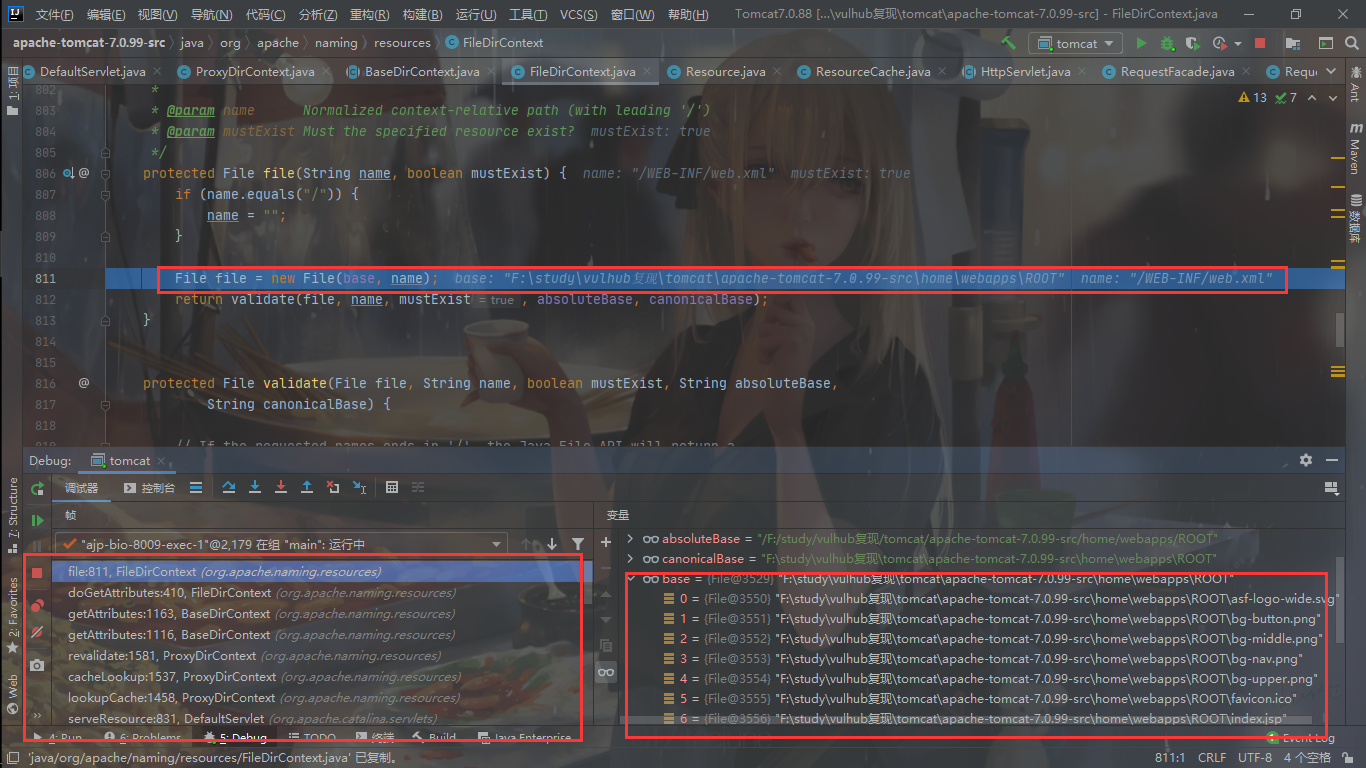 文件(F) 编辑(E) 视图(V) 导航(N) 代码(C) 分析(Z) 重构(R) 构建(B) 运行(U) 工具(T) VCS(S) 窗口(W) 帮助(H) Tomcat7.0.88 [...\vulhub复现\tomcat\apache-tomcat-7.0.99-src] - FileDirContext.java
apache-tomcat-7.0.99-src java org apache naming resources FileDirContext tomcat
DefaultServlet.java ProxyDirContext.java BaseDirContext.java FileDirContext.java Resource.java ResourceCache.java HttpServlet.java RequestFacade.java Reque
802 *
803 * @param name Normalized context-relative path (with leading '/')
804 * @param mustExist Must the specified resource exist? mustExist: true
805 */
806 @ protected File file(String name, boolean mustExist) { name: "/WEB-INF/web.xml" mustExist: true
807 if (name.equals("/")) {
808 name = "";
809 }
810
811 File file = new File(base, name); base: "F:\study\vulhub复现\tomcat\apache-tomcat-7.0.99-src\home\webapps\ROOT" name: "/WEB-INF/web.xml"
812 return validate(file, name, mustExist = true , absoluteBase, canonicalBase);
813 }
814
815
816 @ protected File validate(File file, String name, boolean mustExist, String absoluteBase,
817 String canonicalBase) {
818
819 // If the requested names ends in '/', the Java File API will return a
13 7
1: 项目
7: Structure
2: Favorites
Web
Ant
Maven
数据库
Debug: tomcat
调试器 控制台
帧
"ajp-bio-8009-exec-1"@2,179 在组 "main": 运行中
file:811, FileDirContext (org.apache.naming.resources)
doGetAttributes:410, FileDirContext (org.apache.naming.resources)
getAttributes:1163, BaseDirContext (org.apache.naming.resources)
getAttributes:1116, BaseDirContext (org.apache.naming.resources)
revalidate:1581, ProxyDirContext (org.apache.naming.resources)
cacheLookup:1537, ProxyDirContext (org.apache.naming.resources)
lookupCache:1458, ProxyDirContext (org.apache.naming.resources)
serveResource:831, DefaultServlet (org.apache.catalina.servlets)
变量
absoluteBase = "/F:/study/vulhub复现/tomcat/apache-tomcat-7.0.99-src/home/webapps/ROOT"
canonicalBase = "F:\study\vulhub复现\tomcat\apache-tomcat-7.0.99-src\home\webapps\ROOT"
base = {File@3529} "F:\study\vulhub复现\tomcat\apache-tomcat-7.0.99-src\home\webapps\ROOT"
0 = {File@3550} "F:\study\vulhub复现\tomcat\apache-tomcat-7.0.99-src\home\webapps\ROOT\asf-logo-wide.svg"
1 = {File@3551} "F:\study\vulhub复现\tomcat\apache-tomcat-7.0.99-src\home\webapps\ROOT\bg-button.png"
2 = {File@3552} "F:\study\vulhub复现\tomcat\apache-tomcat-7.0.99-src\home\webapps\ROOT\bg-middle.png"
3 = {File@3553} "F:\study\vulhub复现\tomcat\apache-tomcat-7.0.99-src\home\webapps\ROOT\bg-nav.png"
4 = {File@3554} "F:\study\vulhub复现\tomcat\apache-tomcat-7.0.99-src\home\webapps\ROOT\bg-upper.png"
5 = {File@3555} "F:\study\vulhub复现\tomcat\apache-tomcat-7.0.99-src\home\webapps\ROOT\favicon.ico"
6 = {File@3556} "F:\study\vulhub复现\tomcat\apache-tomcat-7.0.99-src\home\webapps\ROOT\index.jsp"
4: Run 6: Problems 5: Debug TODO 终端 Build Java Enterprise 1 Event Log
'java/org/apache/naming/resources/FileDirContext.java' 已复制。 811:1 CRLF UTF-8 4 个空格